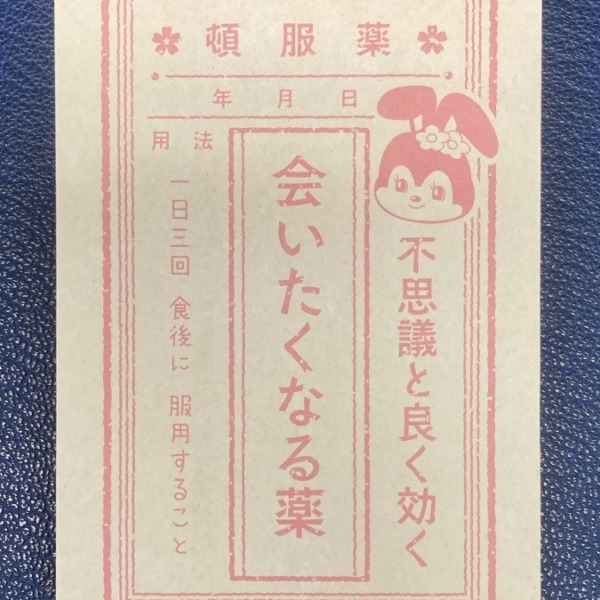 頓服薬
年 月 日
不思議と良く効く
会いたくなる薬
用法
一日三回 食後に 服用すること